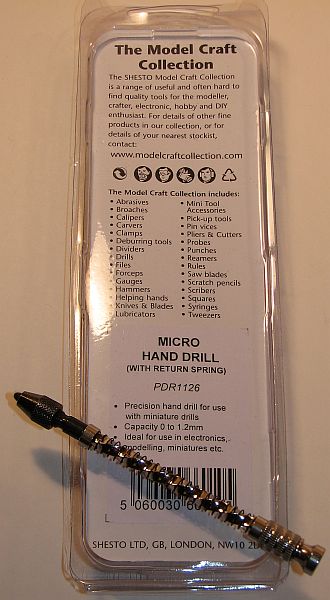 The Model Craft
Collection
The SHESTO Model Craft Collection
is a range of useful and often hard to
find quality tools for the modeller,
crafter, electronic, hobby and DIY
enthusiast. For details of other fine
products in our collection, or for
details of your nearest stockist,
contact:
www.modelcraftcollection.com
The Model Craft Collection includes:
• Abrasives
• Broaches
• Calipers
• Carvers
• Clamps
• Deburring tools
• Dividers
• Drills
• Files
• Forceps
• Gauges
• Hammers
• Helping hands
• Knives & Blades
• Lubricators
• Mini Tool
Accessories
• Pick-up tools
• Pin vices
• Pliers & Cutters
• Probes
• Punches
• Reamers
• Rules
• Saw blades
• Scratch pencils
• Scribers
• Squares
• Syringes
• Tweezers
MICRO
HAND DRILL
(WITH RETURN SPRING)
PDR1126
• Precision hand drill for use
with miniature drills
• Capacity 0 to 1.2mm
• Ideal for use in electronics,
modelling, miniatures etc.
5 060030
SHESTO LTD, GB, LONDON, NW10